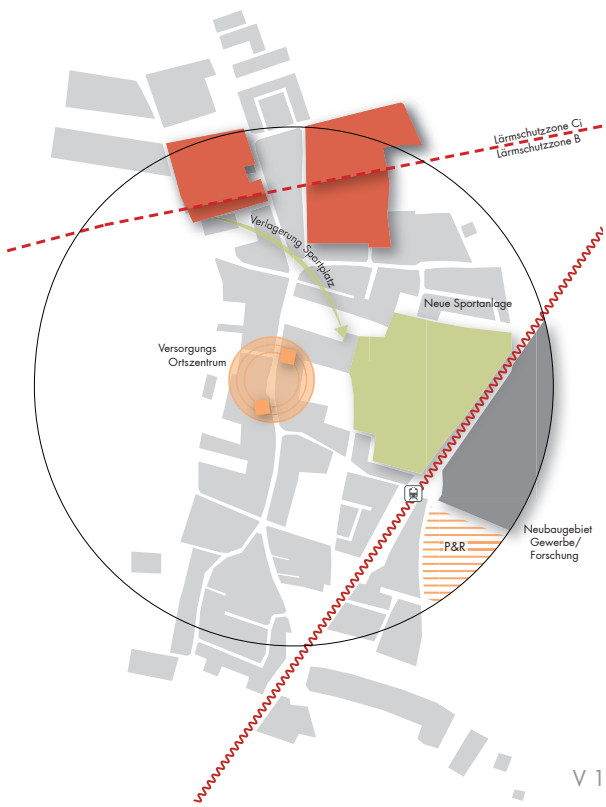 Lärmschutzzone Ci
Lärmschutzzone B
Verlagerung Sportplatz
Neue Sportanlage
Versorgungs
Ortszentrum
P&R
Neubaugebiet
Gewerbe/
Forschung
V 1